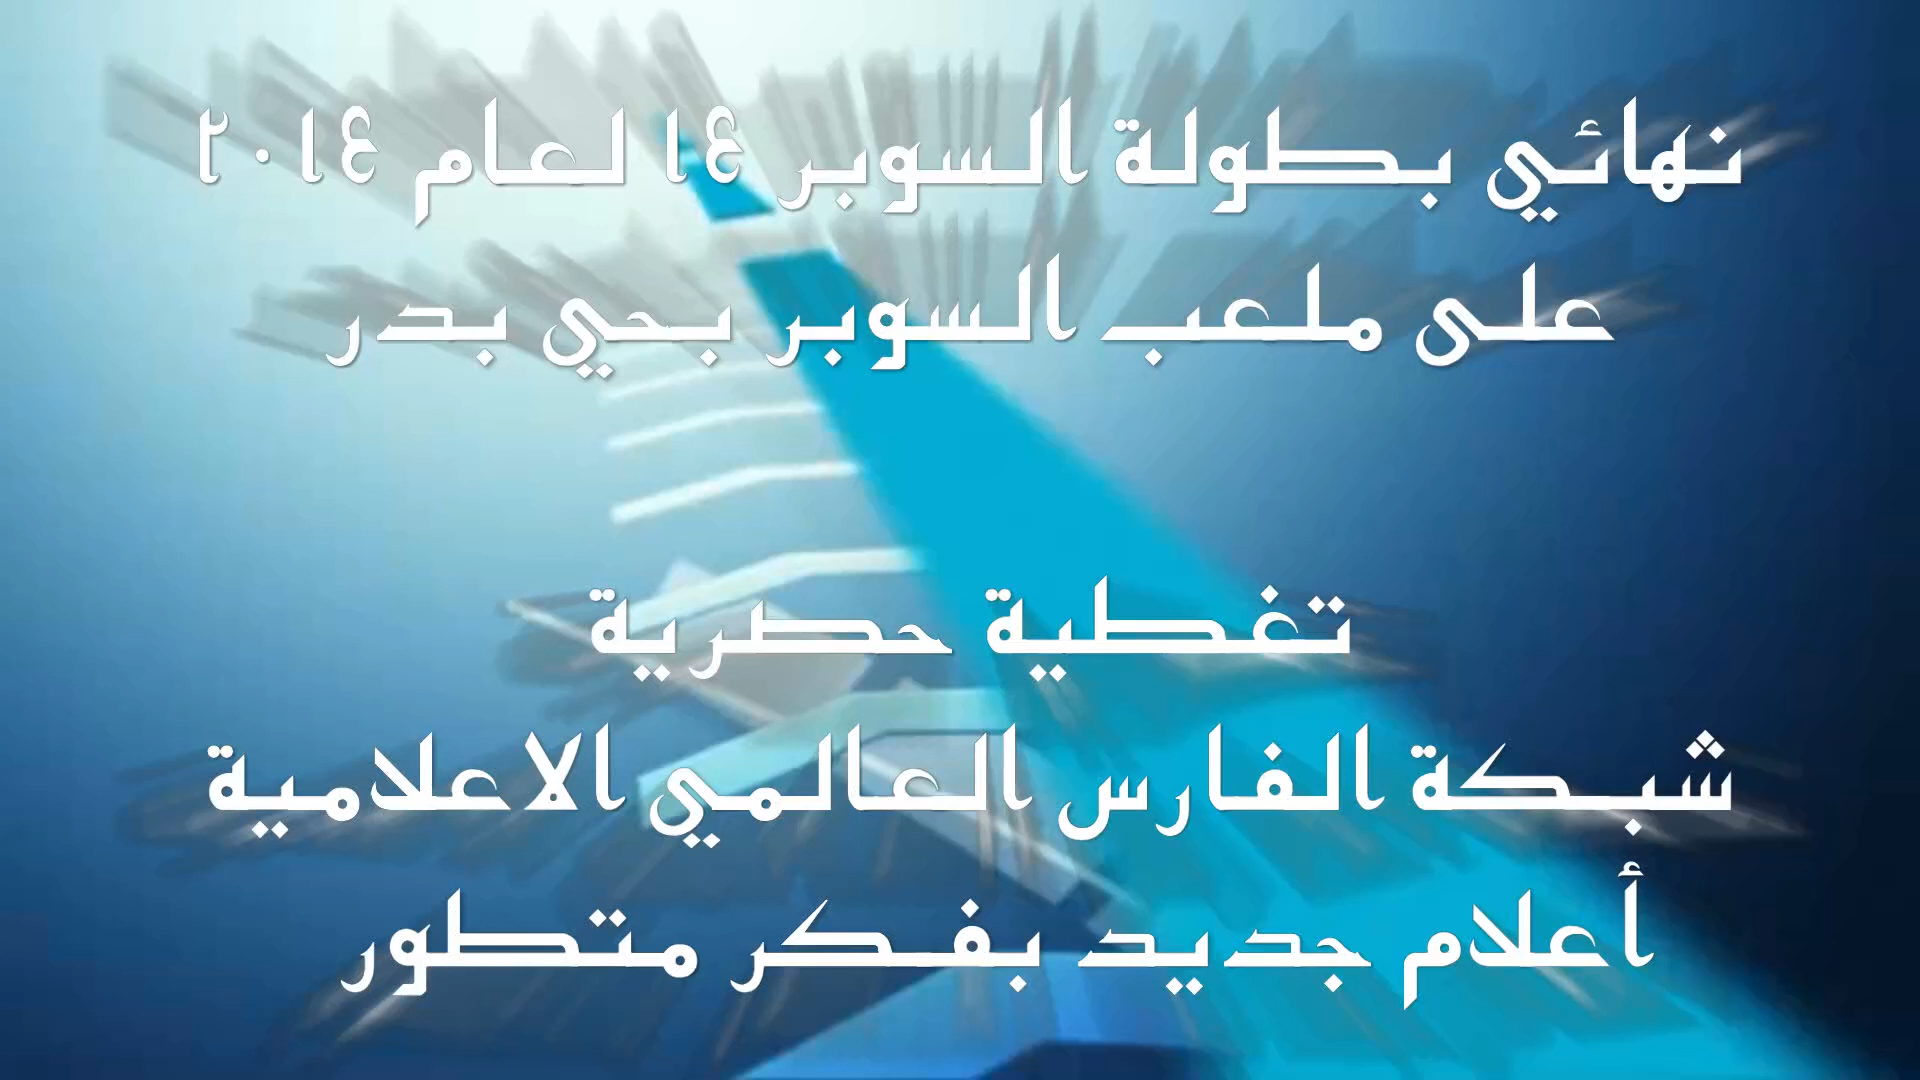 نهائي بطولة السوبر ١٤ لعام ٢٠١٤
على ملعب السوبر بحي بدر
تغطية حصرية
شبكة الفارس العالمي الاعلامية
أعلام جديد بفكر متطور